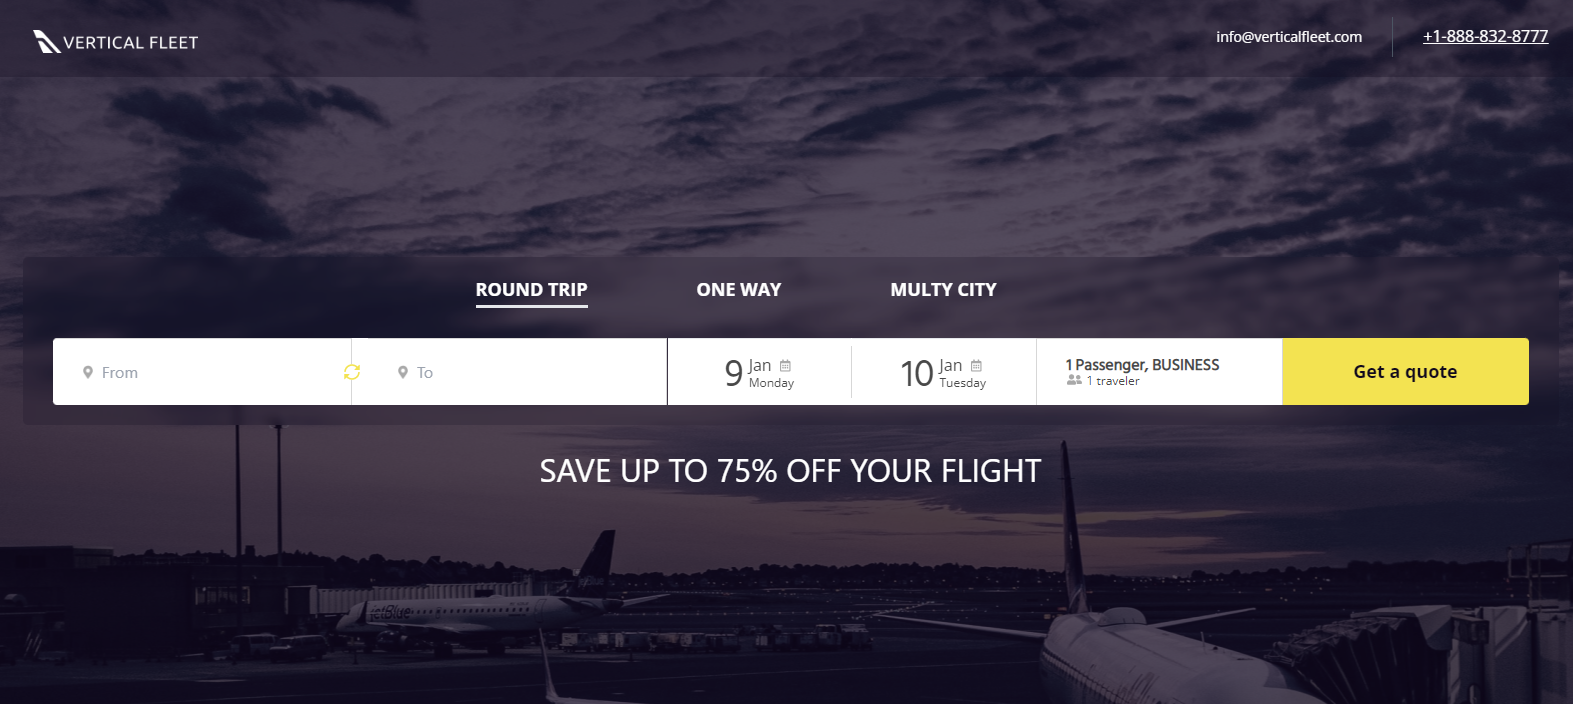 VERTICAL FLEET
info@verticalfleet.com
+1-888-832-8777
ROUND TRIP
ONE WAY
MULTY CITY
From
To
9 Jan
Monday
10 Jan
Tuesday
1 Passenger, BUSINESS
1 traveler
Get a quote
SAVE UP TO 75% OFF YOUR FLIGHT
jetBlue